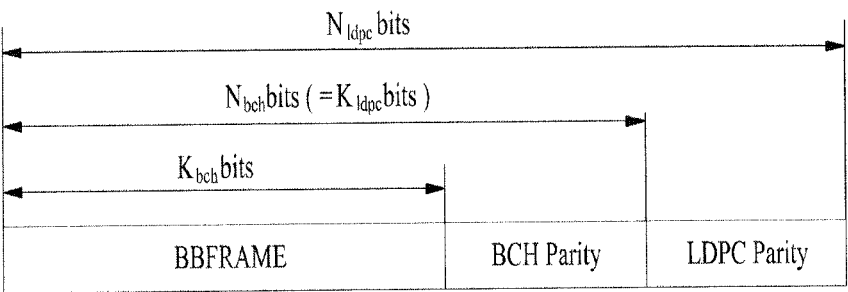 N ldpc bits
N bch bits ( =K ldpc bits )
K bch bits
BBFRAME BCH Parity LDPC Parity